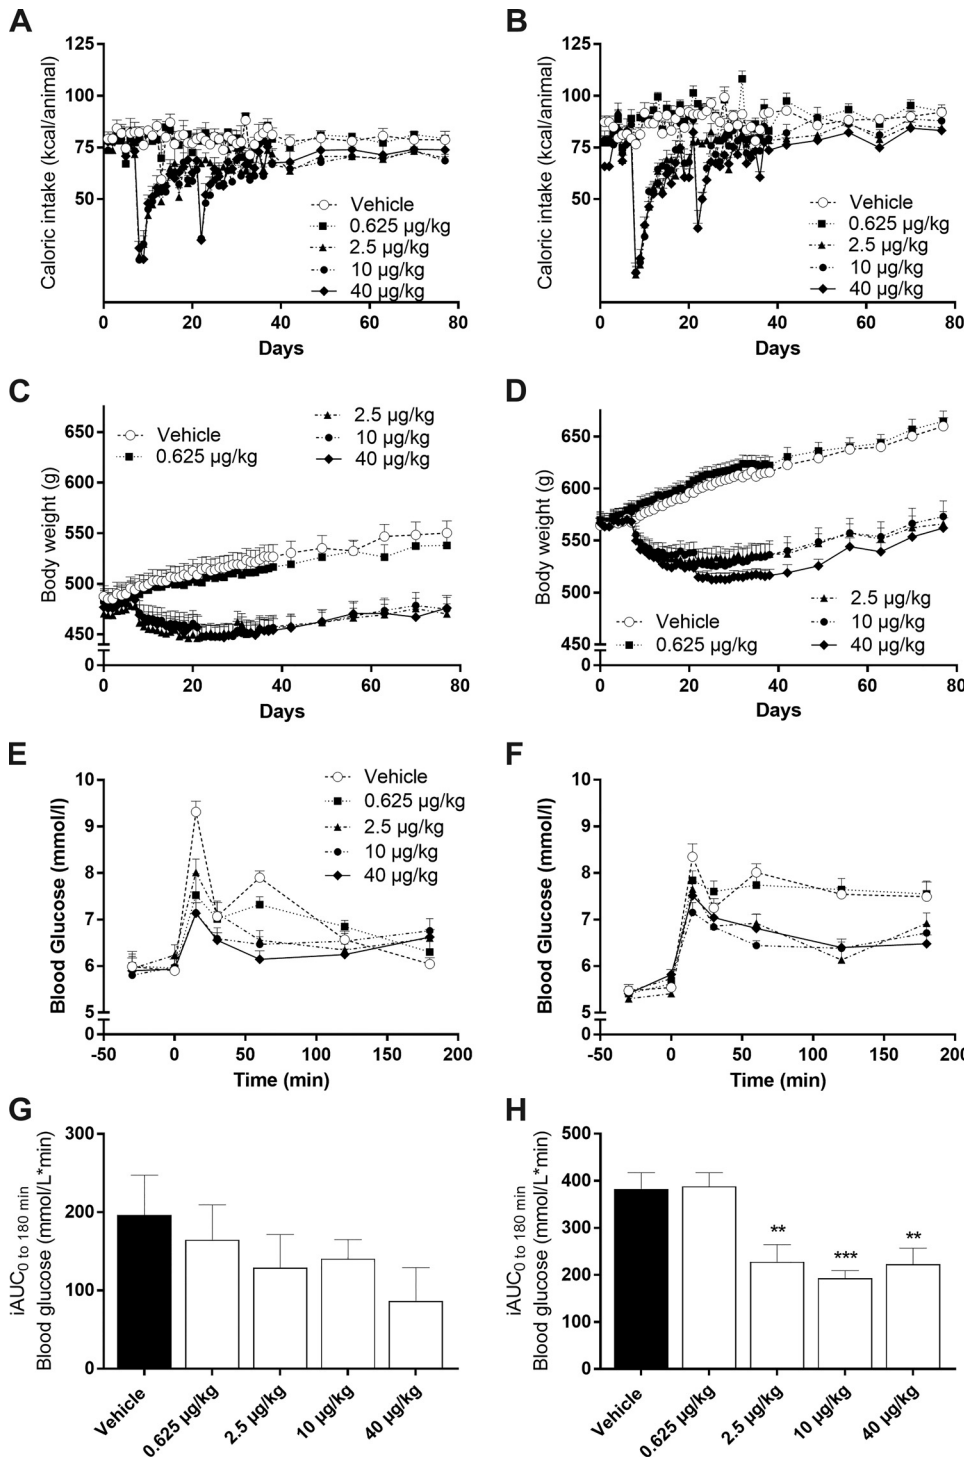 A
Caloric intake (kcal/animal)
125
100
75
50
0
20
40
60
80
Days
Vehicle
0.625 µg/kg
2.5 µg/kg
10 µg/kg
40 µg/kg
B
Caloric intake (kcal/animal)
125
100
75
50
0
20
40
60
80
Days
Vehicle
0.625 µg/kg
2.5 µg/kg
10 µg/kg
40 µg/kg
C
Body weight (g)
650
600
550
500
450
0
0
20
40
60
80
Days
Vehicle
0.625 µg/kg
2.5 µg/kg
10 µg/kg
40 µg/kg
D
Body weight (g)
650
600
550
500
450
0
0
20
40
60
80
Days
Vehicle
0.625 µg/kg
2.5 µg/kg
10 µg/kg
40 µg/kg
E
Blood Glucose (mmol/l)
10
9
8
7
6
5
0
-50
0
50
100
150
200
Time (min)
Vehicle
0.625 µg/kg
2.5 µg/kg
10 µg/kg
40 µg/kg
F
Blood Glucose (mmol/l)
10
9
8
7
6
5
0
-50
0
50
100
150
200
Time (min)
G
iAUC0 to 180 min
Blood glucose (mmol/L*min)
300
200
100
0
Vehicle
0.625 µg/kg
2.5 µg/kg
10 µg/kg
40 µg/kg
H
iAUC0 to 180 min
Blood glucose (mmol/L*min)
500
400
300
200
100
0
**
***
**
Vehicle
0.625 µg/kg
2.5 µg/kg
10 µg/kg
40 µg/kg